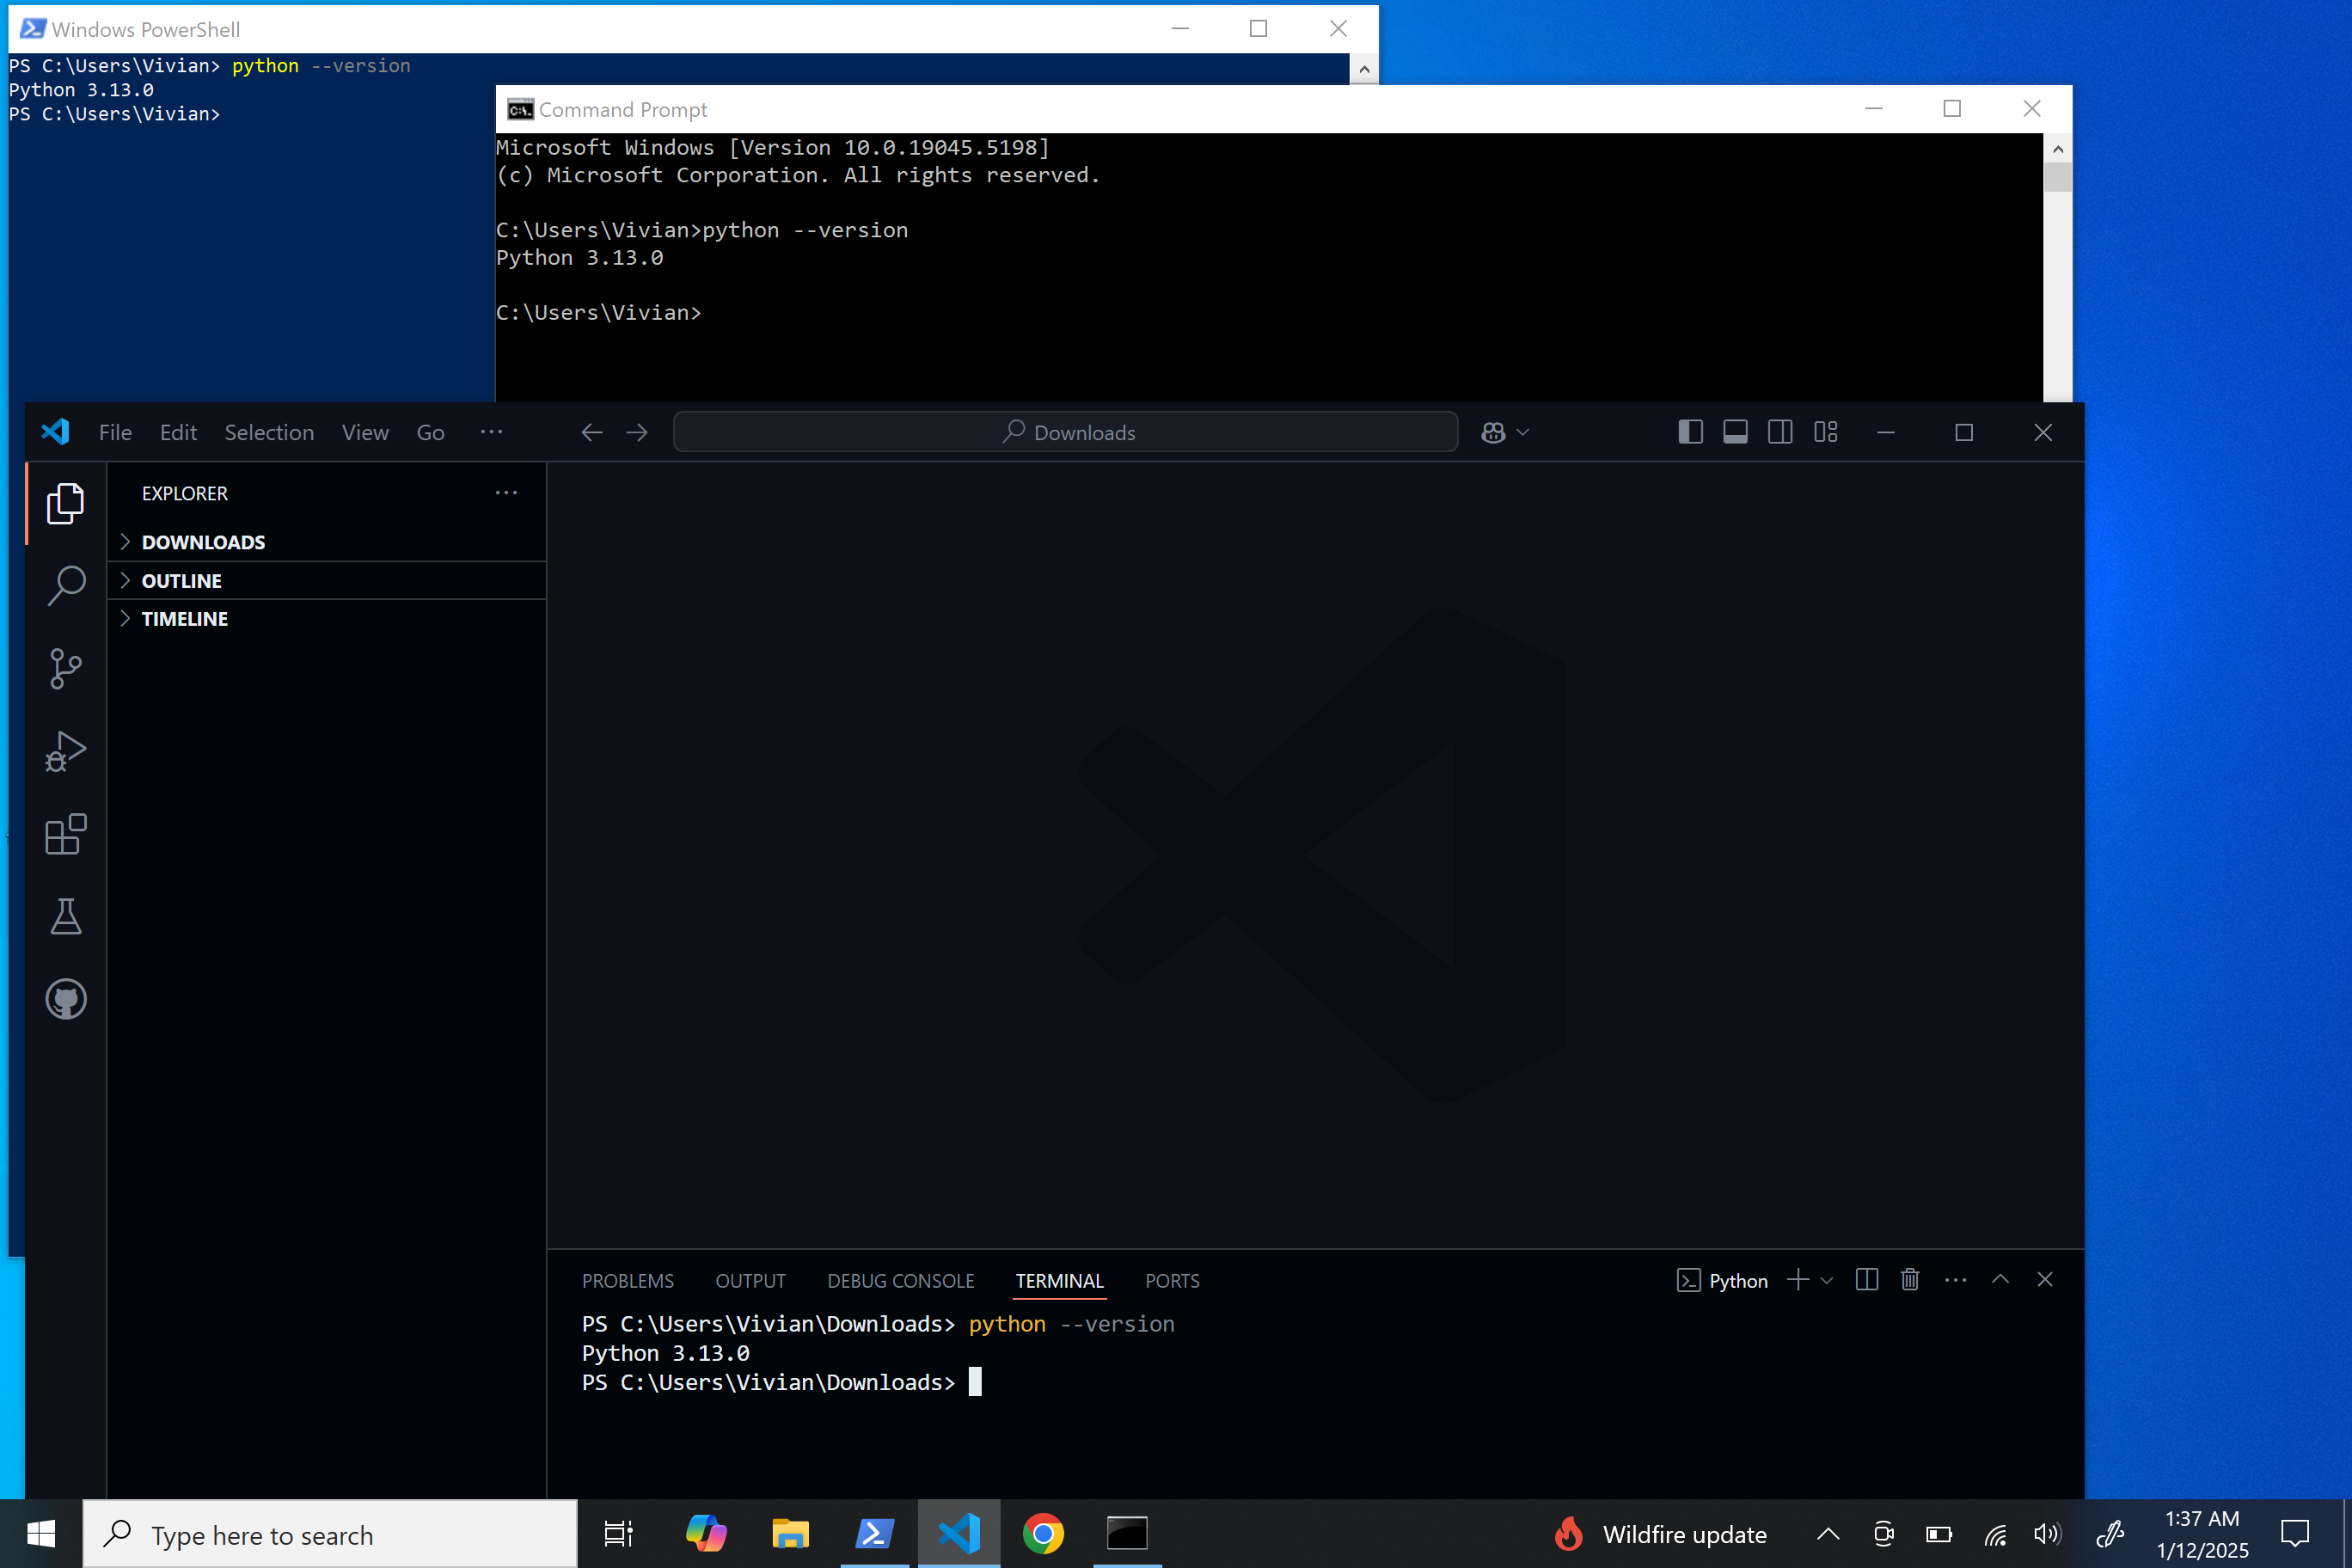 Windows PowerShell
PS C:\Users\Vivian> python --version
Python 3.13.0
PS C:\Users\Vivian>
Command Prompt
Microsoft Windows [Version 10.0.19045.5198]
(c) Microsoft Corporation. All rights reserved.
C:\Users\Vivian>python --version
Python 3.13.0
C:\Users\Vivian>
File Edit Selection View Go ··· Downloads
EXPLORER ···
DOWNLOADS
OUTLINE
TIMELINE
PROBLEMS OUTPUT DEBUG CONSOLE TERMINAL PORTS Python
PS C:\Users\Vivian\Downloads> python --version
Python 3.13.0
PS C:\Users\Vivian\Downloads>
Type here to search
Wildfire update
1:37 AM
1/12/2025